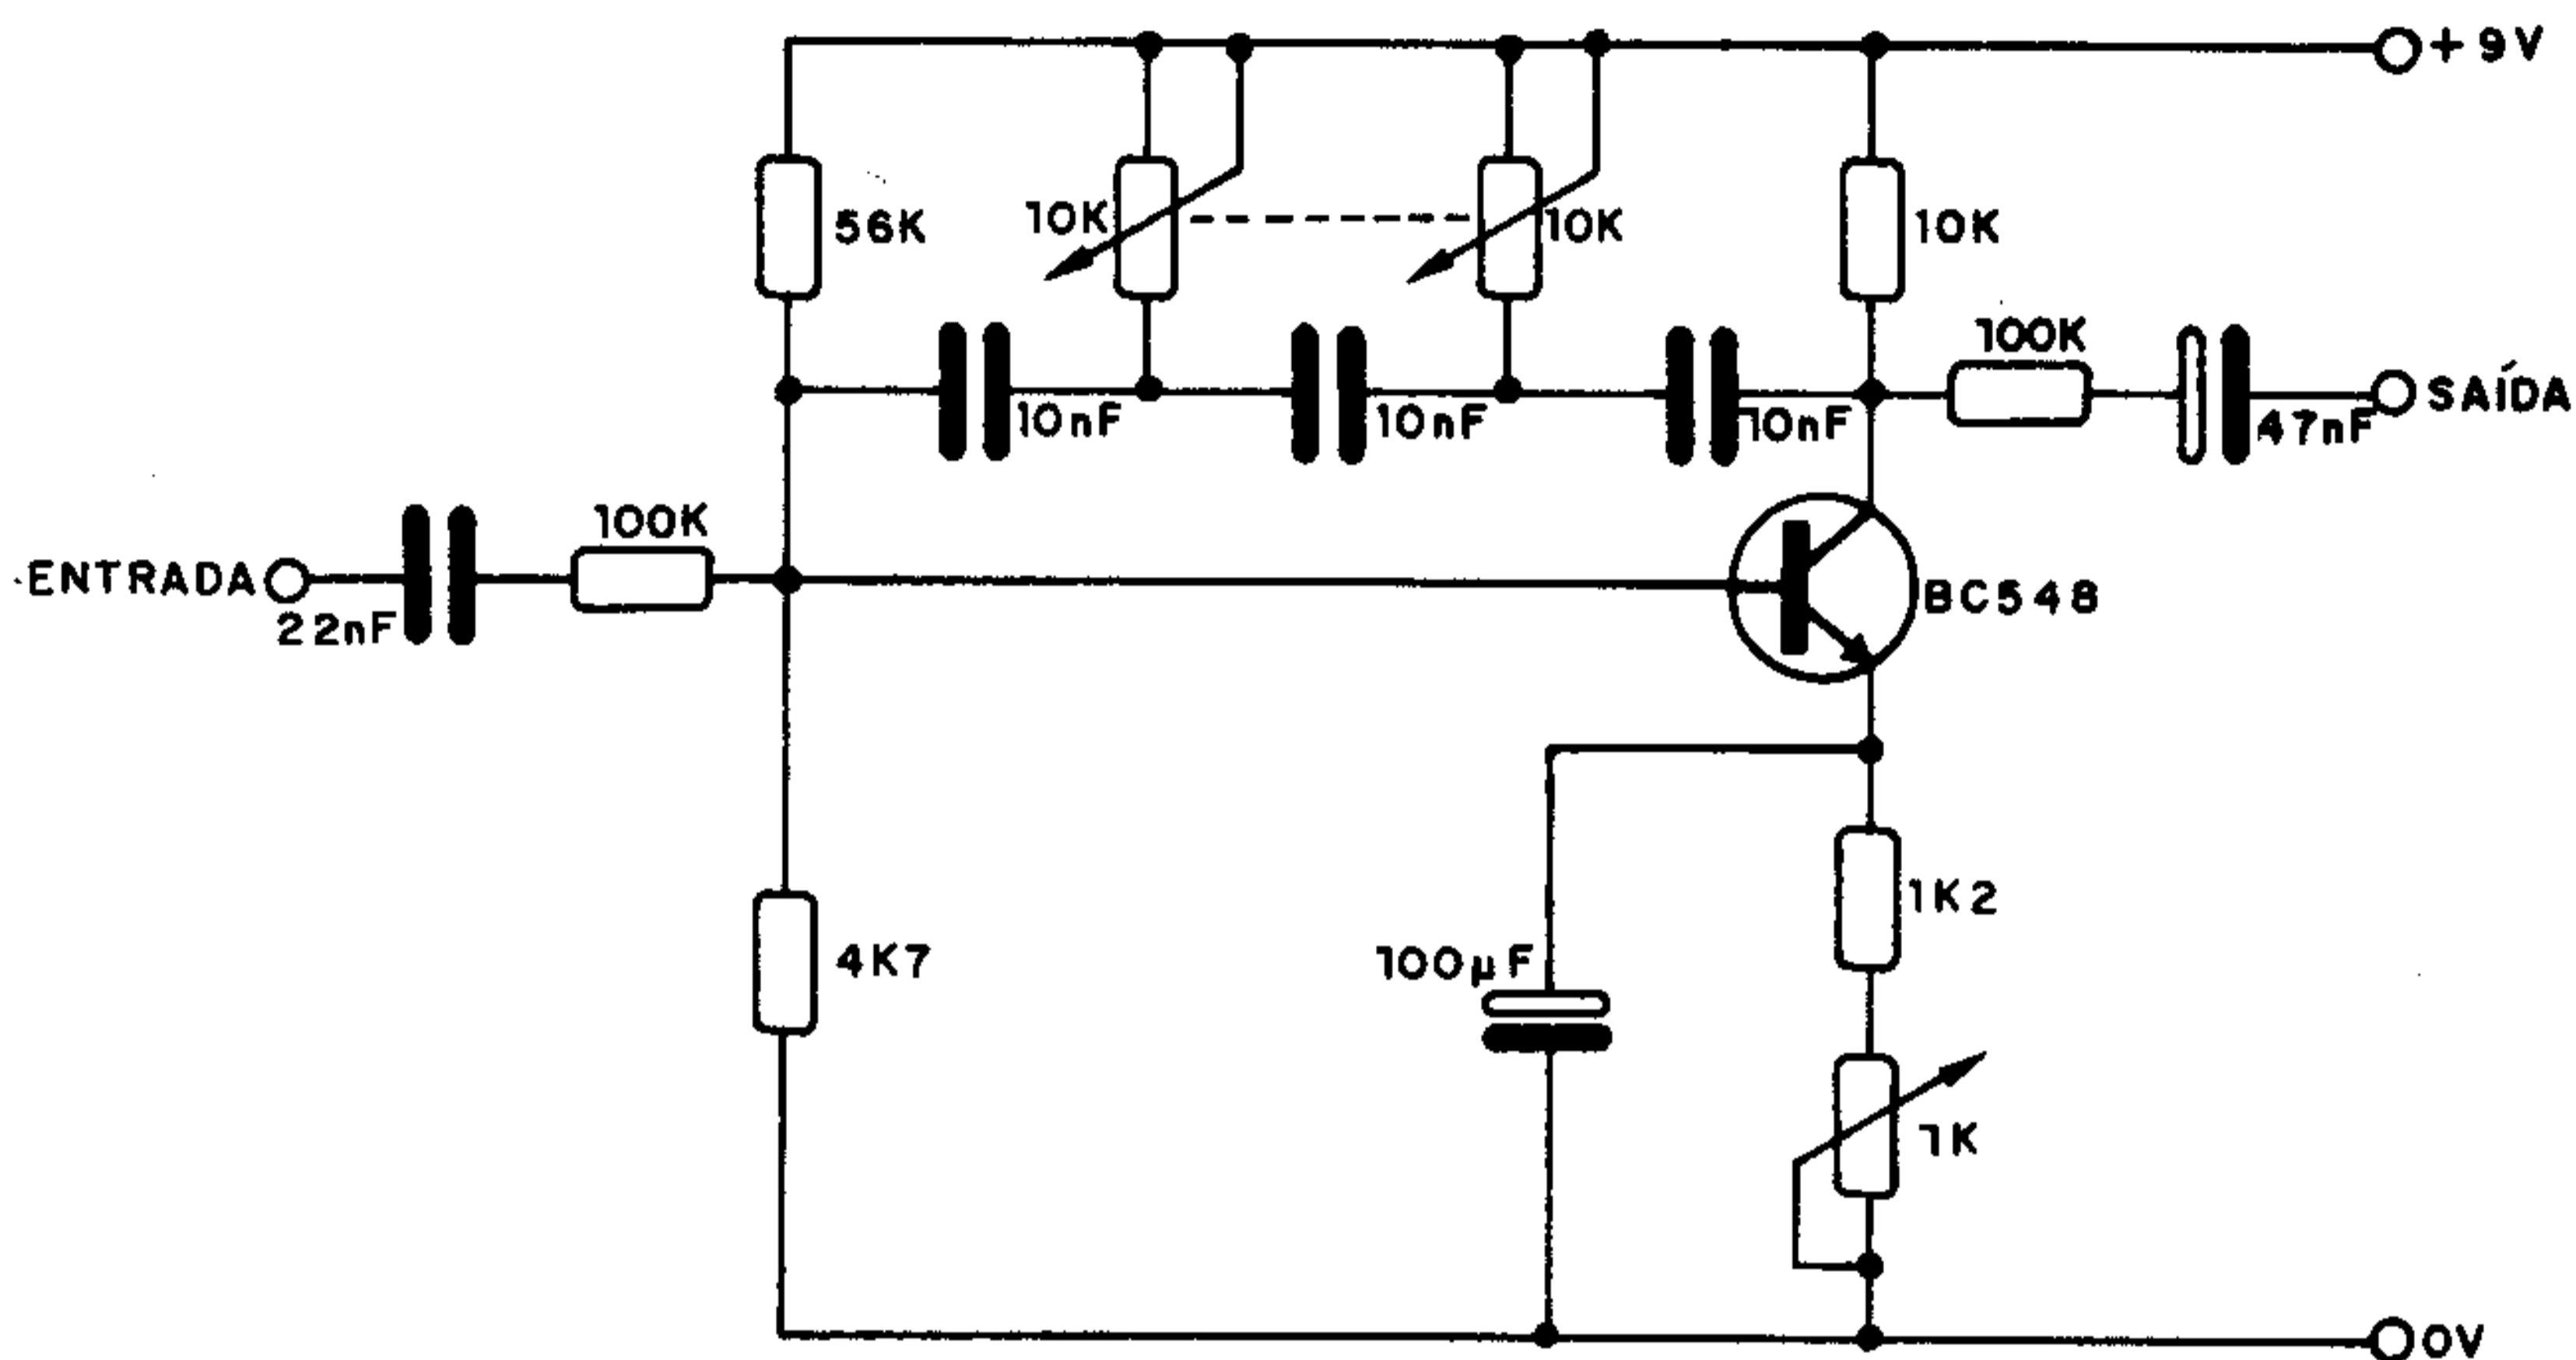 +9V
56K
10K
10K
10K
100K
10nF
10nF
10nF
47nF
SAÍDA
100K
ENTRADA
22nF
BC548
1K2
4K7
100µF
1K
0V